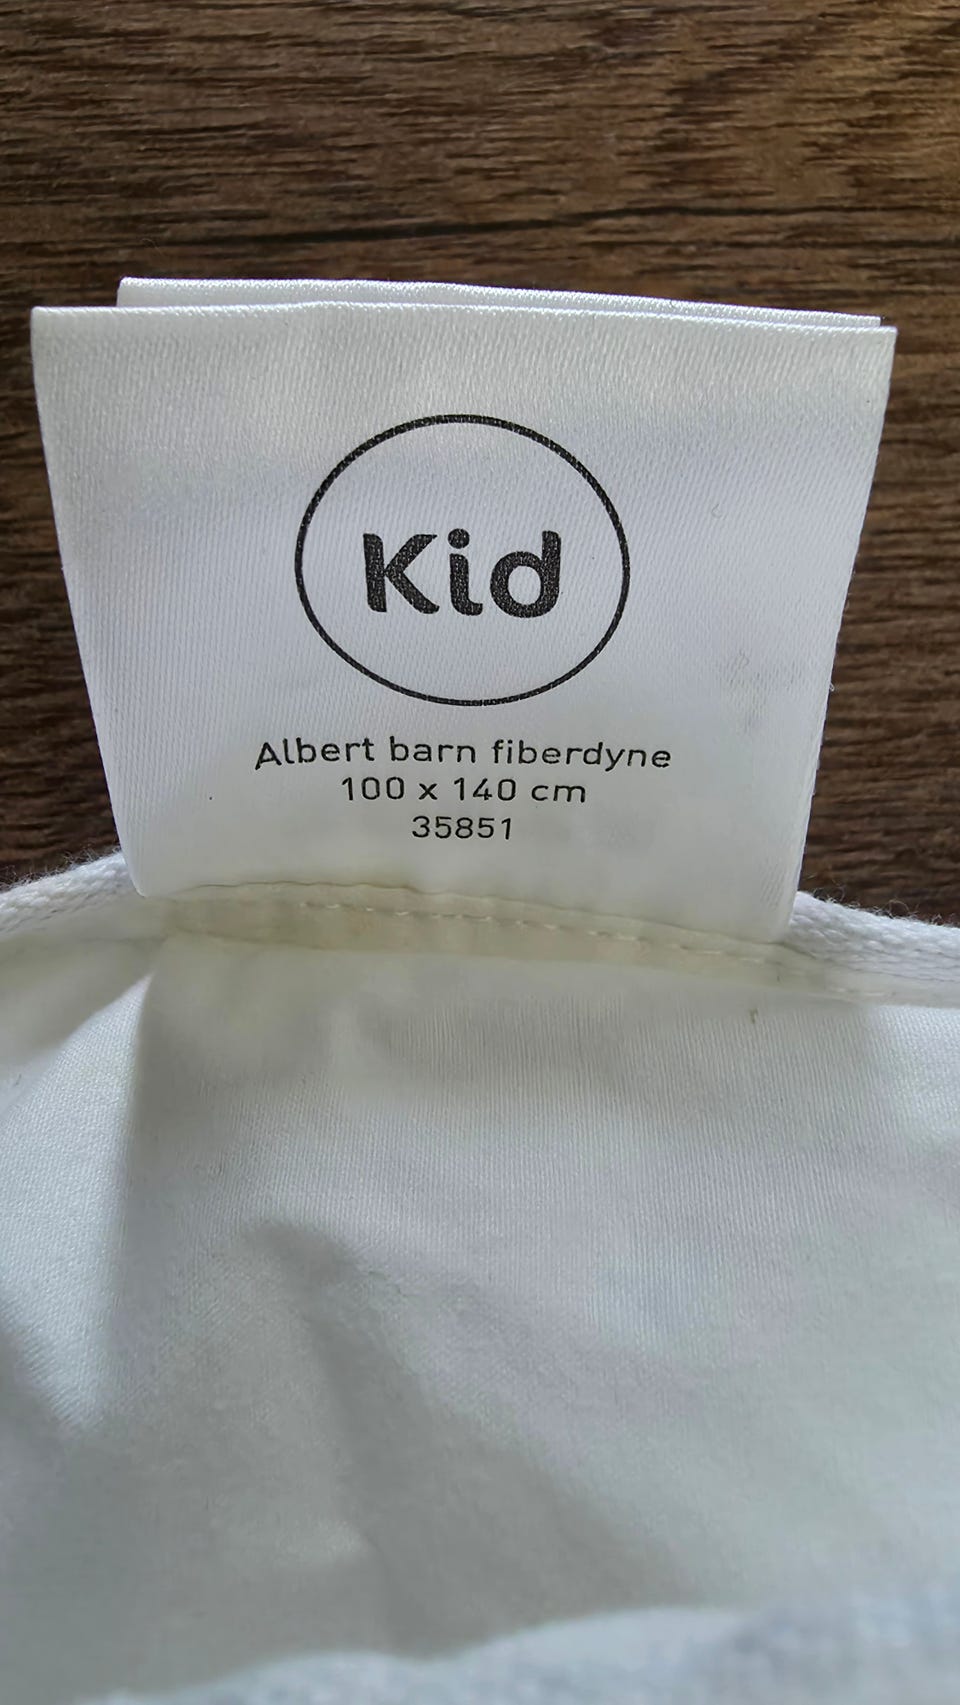 Kid
Albert barn fiberdyne
100 x 140 cm
35851